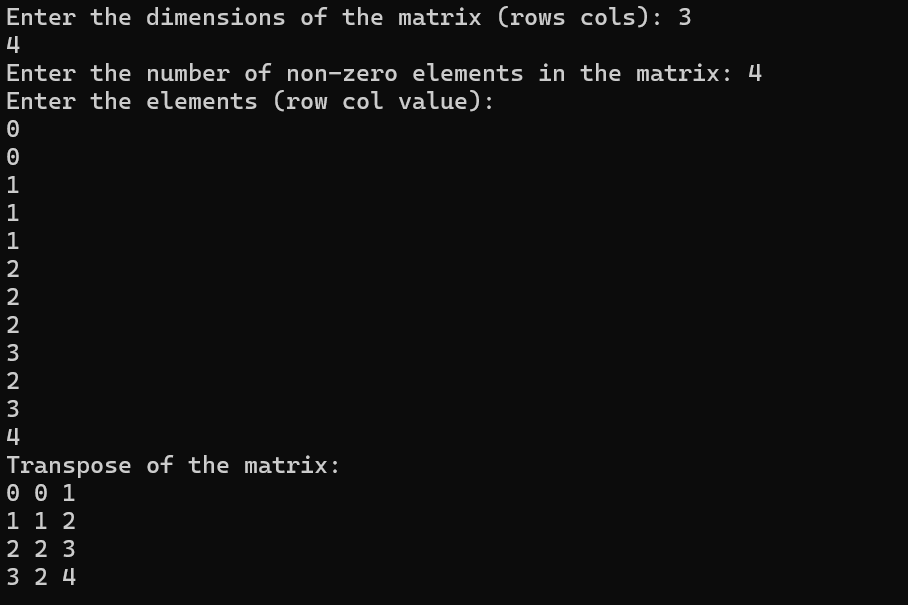 Enter the dimensions of the matrix (rows cols): 3
4
Enter the number of non-zero elements in the matrix: 4
Enter the elements (row col value):
0
0
1
1
1
2
2
2
3
2
3
4
Transpose of the matrix:
0 0 1
1 1 2
2 2 3
3 2 4